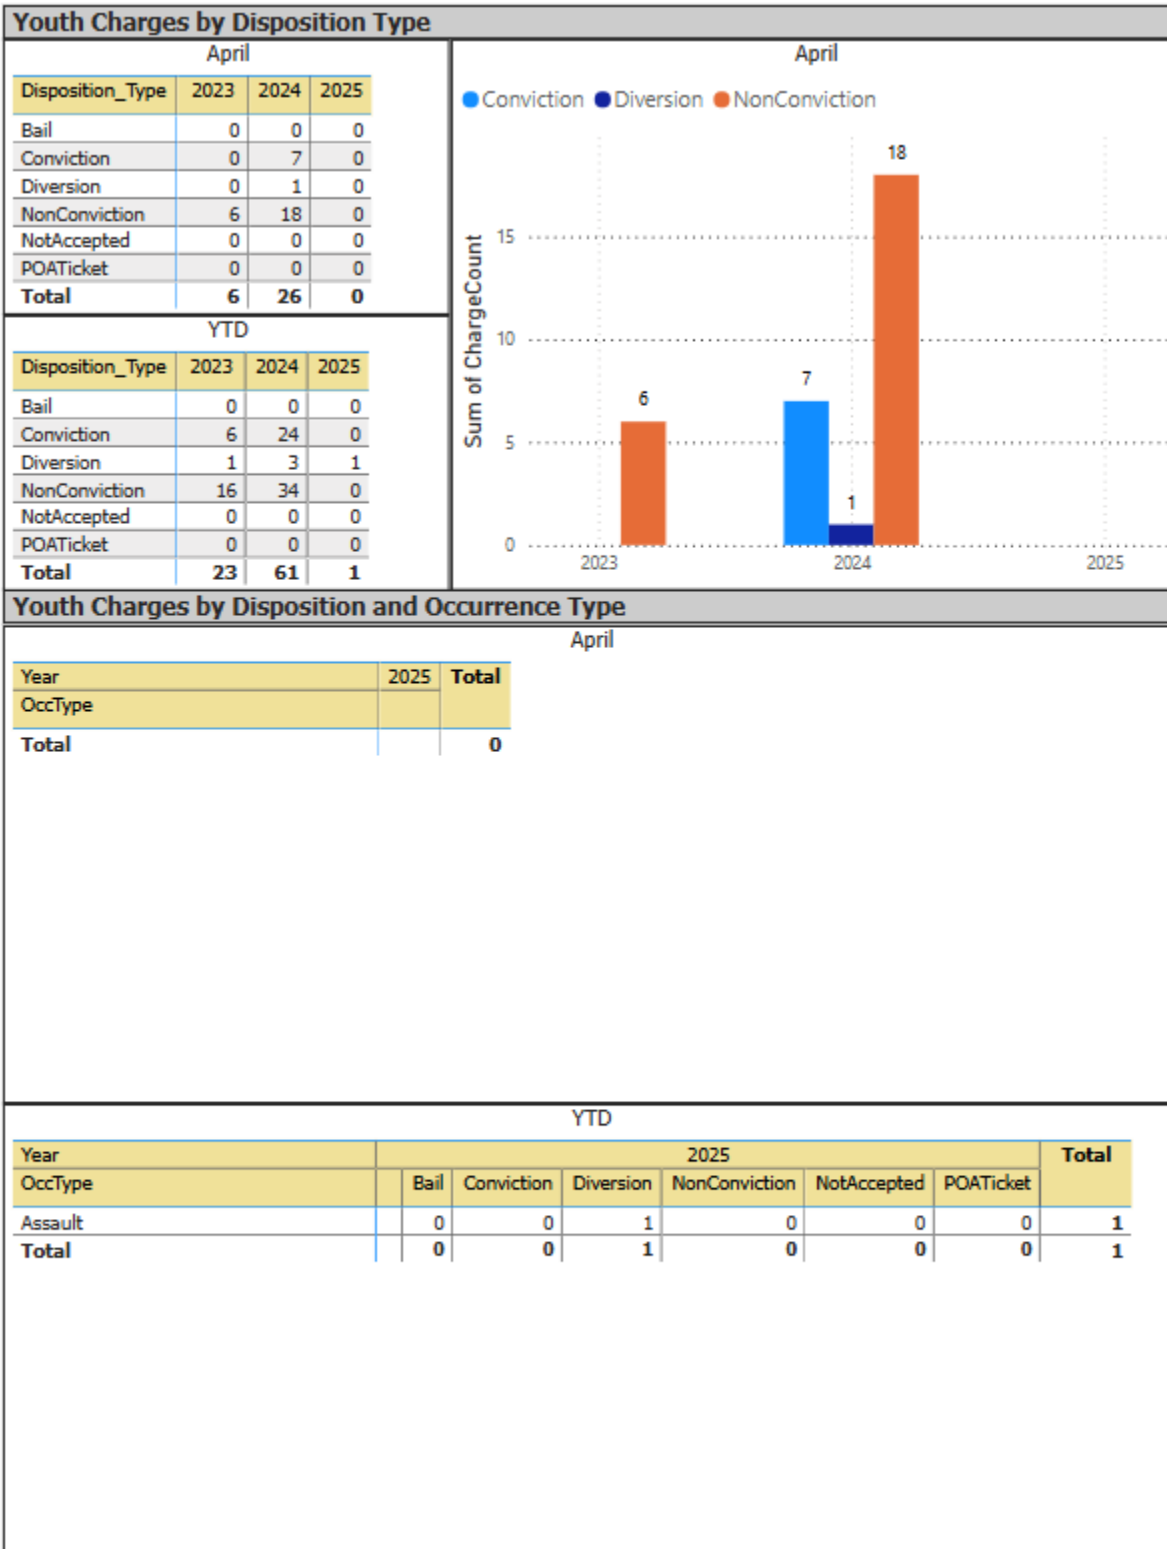 Youth Charges by Disposition Type
April
Disposition_Type 2023 2024 2025
Bail 0 0 0
Conviction 0 7 0
Diversion 0 1 0
NonConviction 6 18 0
NotAccepted 0 0 0
POATicket 0 0 0
Total 6 26 0
YTD
Disposition_Type 2023 2024 2025
Bail 0 0 0
Conviction 6 24 0
Diversion 1 3 1
NonConviction 16 34 0
NotAccepted 0 0 0
POATicket 0 0 0
Total 23 61 1
April
Conviction Diversion NonConviction
Sum of ChargeCount
18
15
10
7
6
5
1
0
2023 2024 2025
Youth Charges by Disposition and Occurrence Type
April
Year 2025 Total
OccType
Total 0
YTD
Year 2025 Total
OccType Bail Conviction Diversion NonConviction NotAccepted POATicket
Assault 0 0 1 0 0 0 1
Total 0 0 1 0 0 0 1